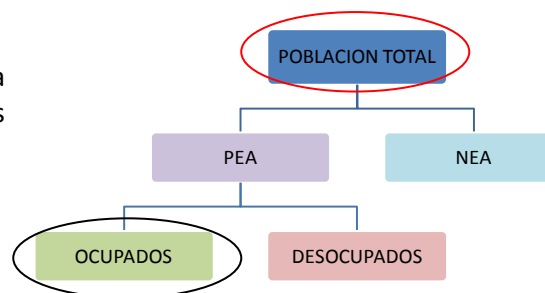 POBLACION TOTAL
a
s
PEA
NEA
OCUPADOS
DESOCUPADOS